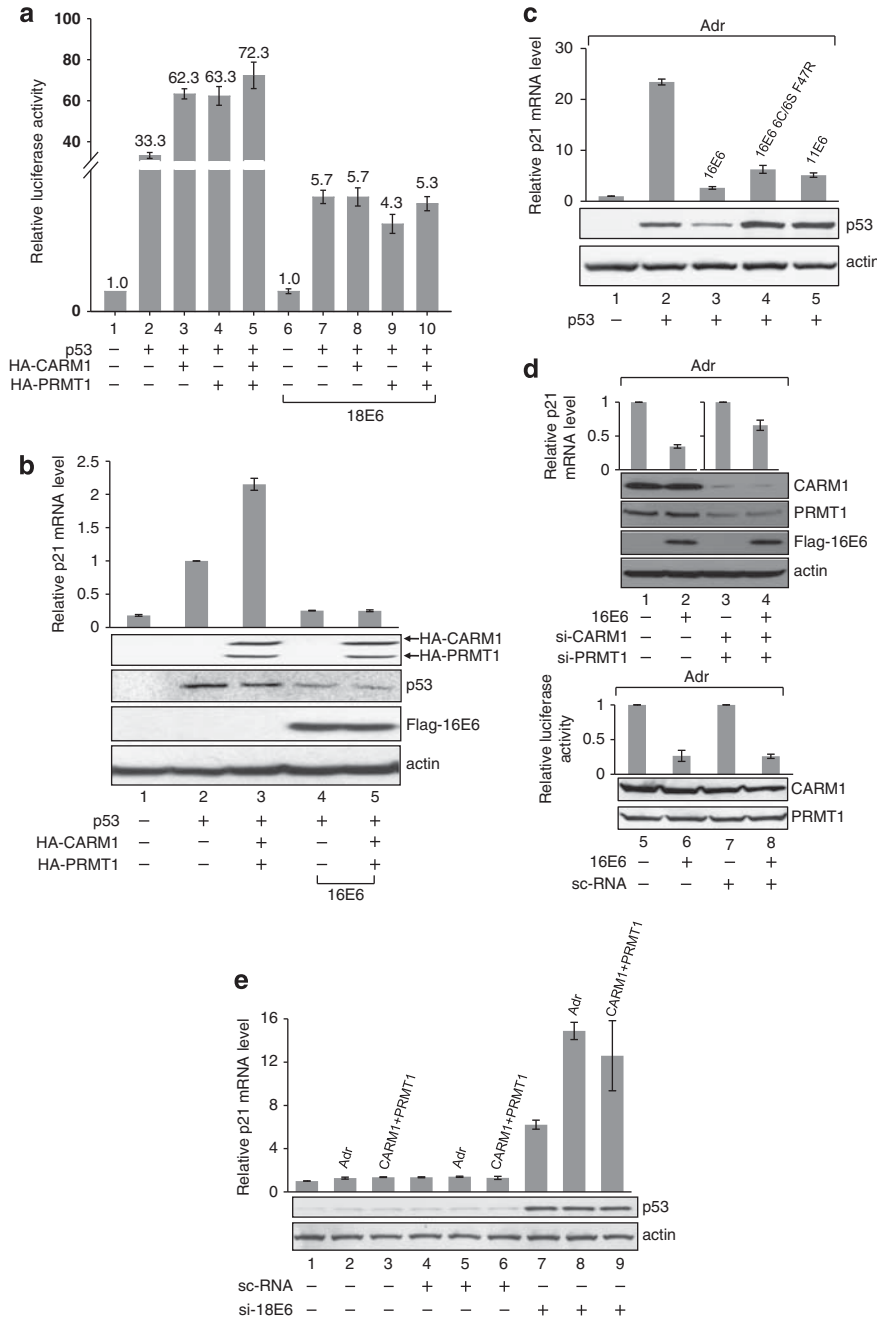 a
Relative luciferase activity
100
80
60
40
0
1.0
33.3
62.3
63.3
72.3
1.0
5.7
5.7
4.3
5.3
1 2 3 4 5 6 7 8 9 10
p53 – + + + + – + + + +
HA-CARM1 – – + – + – – + – +
HA-PRMT1 – – – + + – – – + +
18E6
b
Relative p21 mRNA level
2.5
2
1.5
1
0.5
0
HA-CARM1
HA-PRMT1
p53
Flag-16E6
actin
1 2 3 4 5
p53 – + + + +
HA-CARM1 – – + – +
HA-PRMT1 – – + – +
16E6
c
Adr
Relative p21 mRNA level
30
20
10
0
16E6
16E6 6C/6S F47R
11E6
p53
actin
1 2 3 4 5
p53 – + + + +
d
Adr
Relative p21
mRNA level
1
0.5
0
CARM1
PRMT1
Flag-16E6
actin
1 2 3 4
16E6 – + – +
si-CARM1 – – + +
si-PRMT1 – – + +
Adr
Relative luciferase
activity
1
0.5
0
CARM1
PRMT1
5 6 7 8
16E6 – + – +
sc-RNA – – + +
e
Relative p21 mRNA level
16
12
8
4
0
Adr
CARM1+PRMT1
Adr
CARM1+PRMT1
Adr
CARM1+PRMT1
p53
actin
1 2 3 4 5 6 7 8 9
sc-RNA – – – + + + – – –
si-18E6 – – – – – – + + +